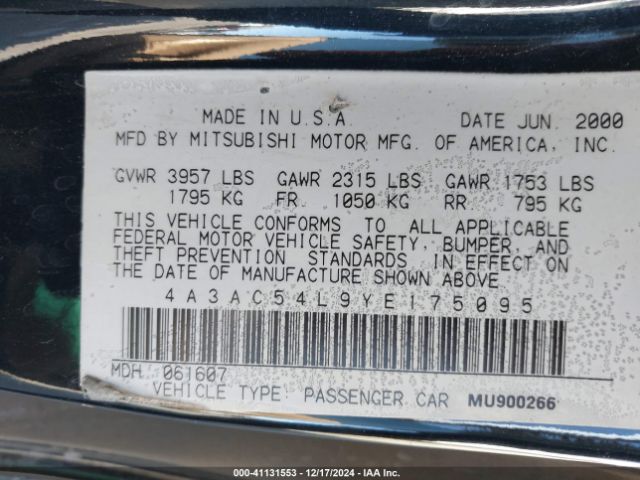 MADE IN U.S.A. DATE JUN. 2000
MFD BY MITSUBISHI MOTOR MFG. OF AMERICA, INC.
GVWR 3957 LBS GAWR 2315 LBS GAWR 1753 LBS
1795 KG FR 1050 KG RR 795 KG
THIS VEHICLE CONFORMS TO ALL APPLICABLE
FEDERAL MOTOR VEHICLE SAFETY, BUMPER, AND
THEFT PREVENTION STANDARDS IN EFFECT ON
THE DATE OF MANUFACTURE SHOWN ABOVE.
4A3AC54L9YE175095
MDH. 061607
VEHICLE TYPE: PASSENGER CAR MU900266
000-41131553 — 12/17/2024 — IAA Inc.